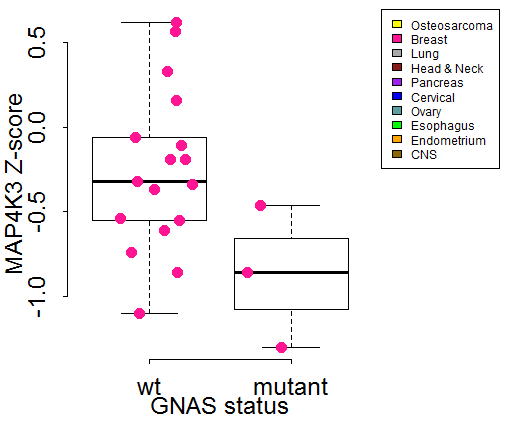 MAP4K3 Z-score
0.5
0.0
-0.5
-1.0
wt
mutant
GNAS status
Osteosarcoma
Breast
Lung
Head & Neck
Pancreas
Cervical
Ovary
Esophagus
Endometrium
CNS